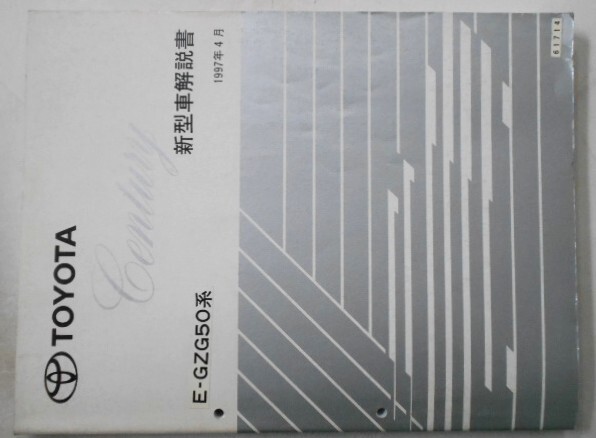 TOYOTA
Century
新型車解説書
1997年4月
E-GZG50系
61714